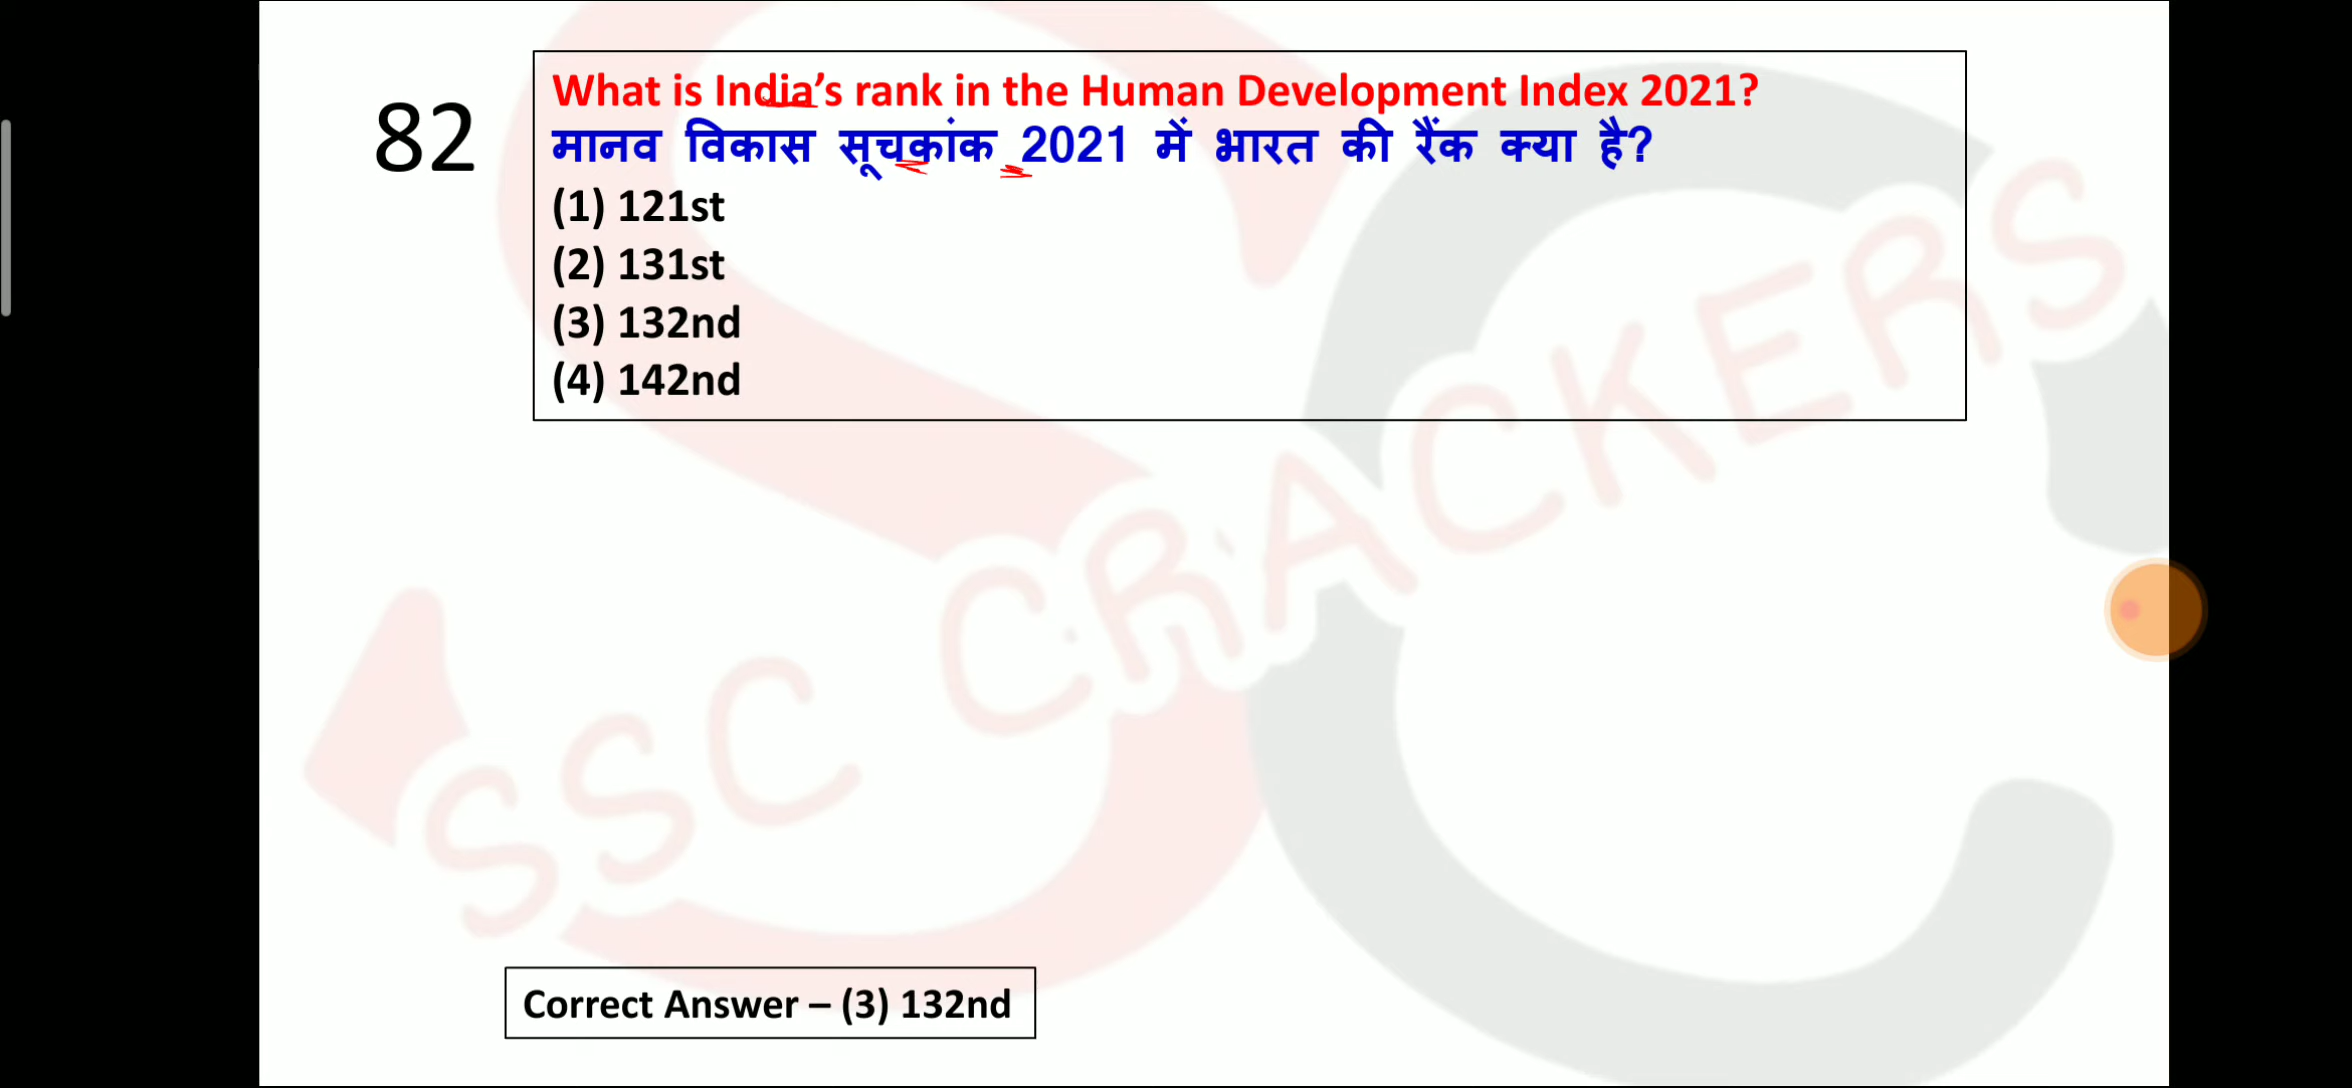 82
What is India’s rank in the Human Development Index 2021?
मानव विकास सूचकांक 2021 में भारत की रैंक क्या है?
(1) 121st
(2) 131st
(3) 132nd
(4) 142nd
SSC CRACKERS
Correct Answer – (3) 132nd